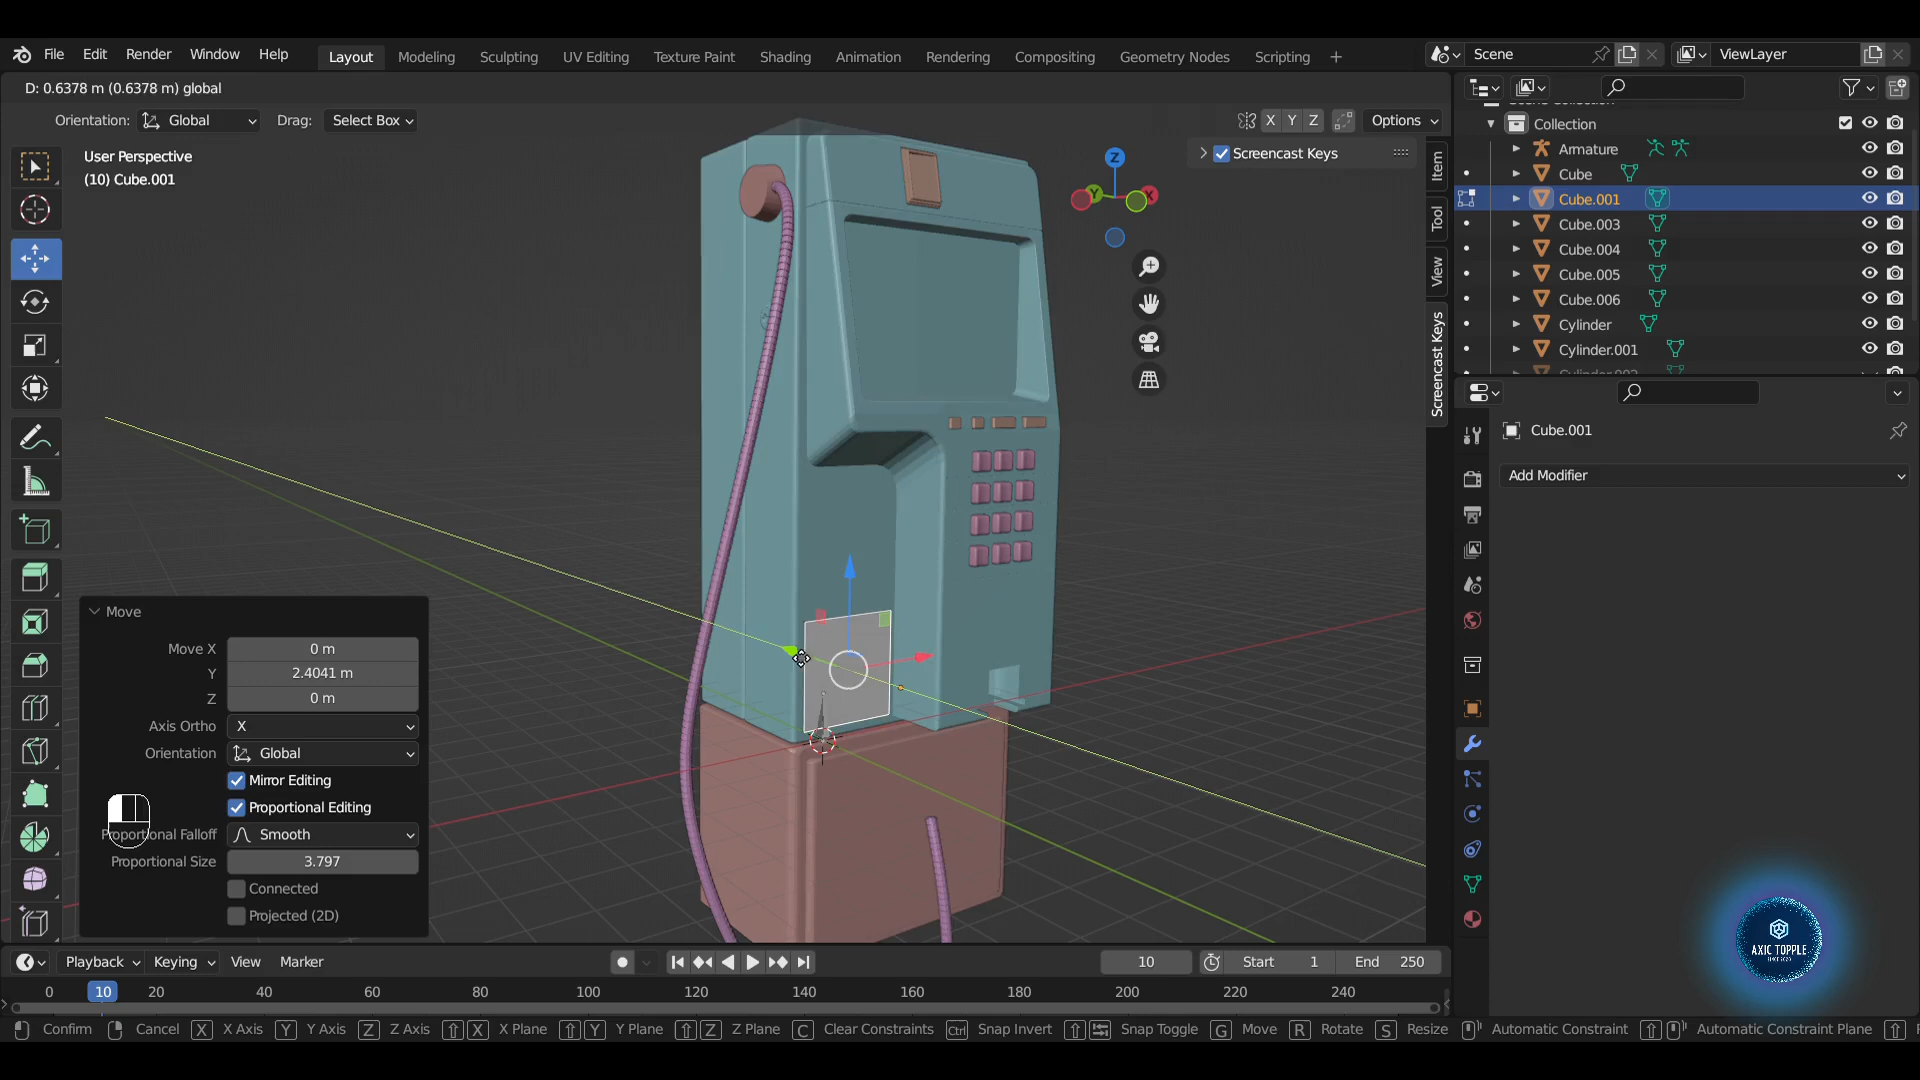 File Edit Render Window Help Layout Modeling Sculpting UV Editing Texture Paint Shading Animation Rendering Compositing Geometry Nodes Scripting + Scene ViewLayer
D: 0.6378 m (0.6378 m) global
Orientation: Global Drag: Select Box X Y Z Options
User Perspective
(10) Cube.001
Screencast Keys
Z
Y
X
Item
Tool
View
Screencast Keys
Collection
Armature
Cube
Cube.001
Cube.003
Cube.004
Cube.005
Cube.006
Cylinder
Cylinder.001
Cube.001
Add Modifier
Move
Move X 0 m
Y 2.4041 m
Z 0 m
Axis Ortho X
Orientation Global
Mirror Editing
Proportional Editing
Proportional Falloff Smooth
Proportional Size 3.797
Connected
Projected (2D)
AXIC TOPPLE
Playback Keying View Marker 10 Start 1 End 250
0 10 20 40 60 80 100 120 140 160 180 200 220 240
Confirm Cancel X X Axis Y Y Axis Z Z Axis X X Plane Y Y Plane Z Z Plane C Clear Constraints Ctrl Snap Invert Snap Toggle G Move R Rotate S Resize Automatic Constraint Automatic Constraint Plane